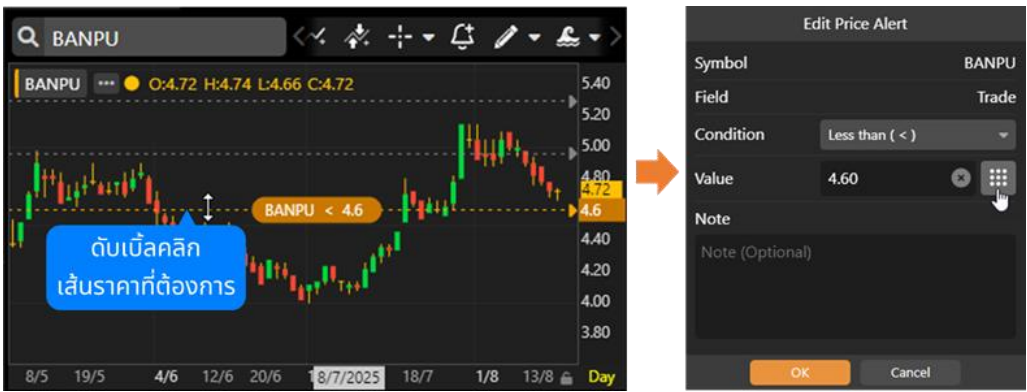 BANPU
BANPU ••• O:4.72 H:4.74 L:4.66 C:4.72
5.40
5.20
5.00
4.80
4.72
BANPU < 4.6
4.6
ดับเบิ้ลคลิก
เส้นราคาที่ต้องการ
4.40
4.20
4.00
3.80
8/5 19/5 4/6 12/6 20/6 18/7/2025 18/7 1/8 13/8 Day
Edit Price Alert
Symbol BANPU
Field Trade
Condition Less than ( < )
Value 4.60
Note
Note (Optional)
OK Cancel